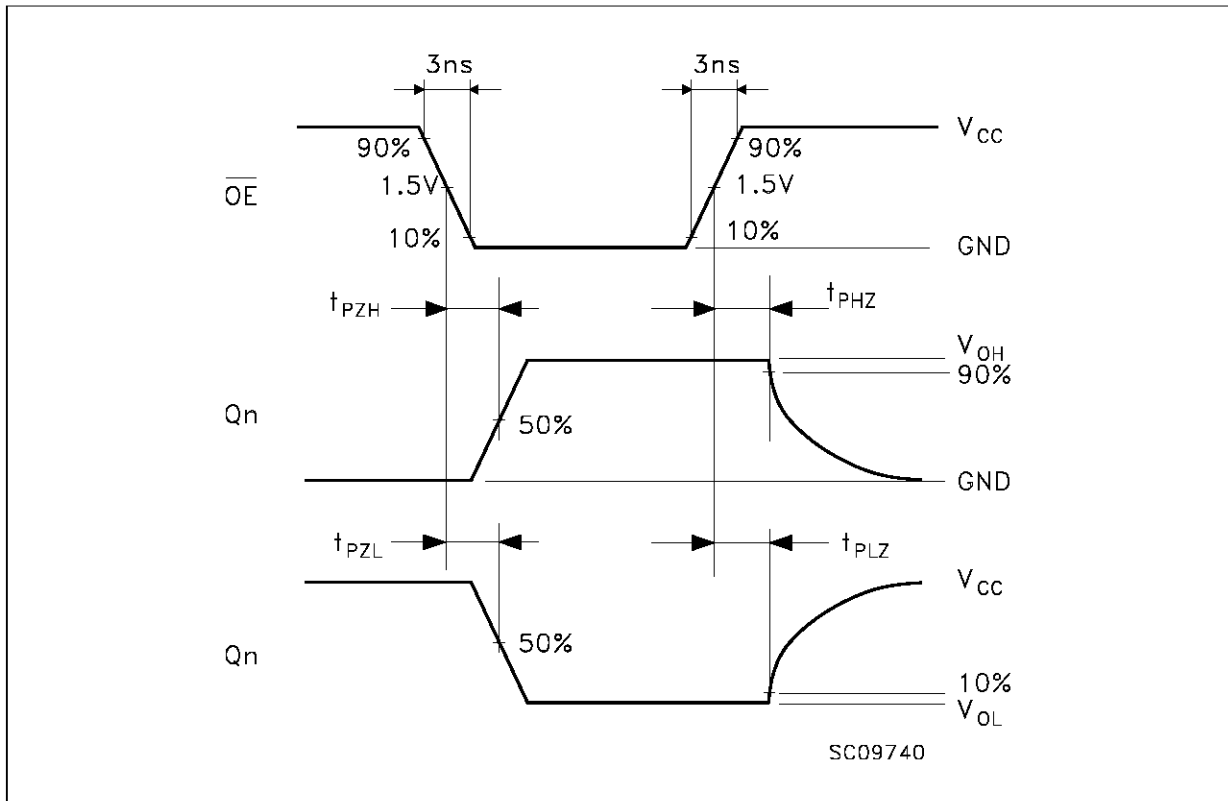 3ns 3ns
V_CC
90% 90%
1.5V 1.5V
O̅E̅
10% 10%
GND
t_PZH t_PHZ
V_OH
90%
Qn 50%
GND
t_PZL t_PLZ
V_CC
50%
Qn
10%
V_OL
SC09740